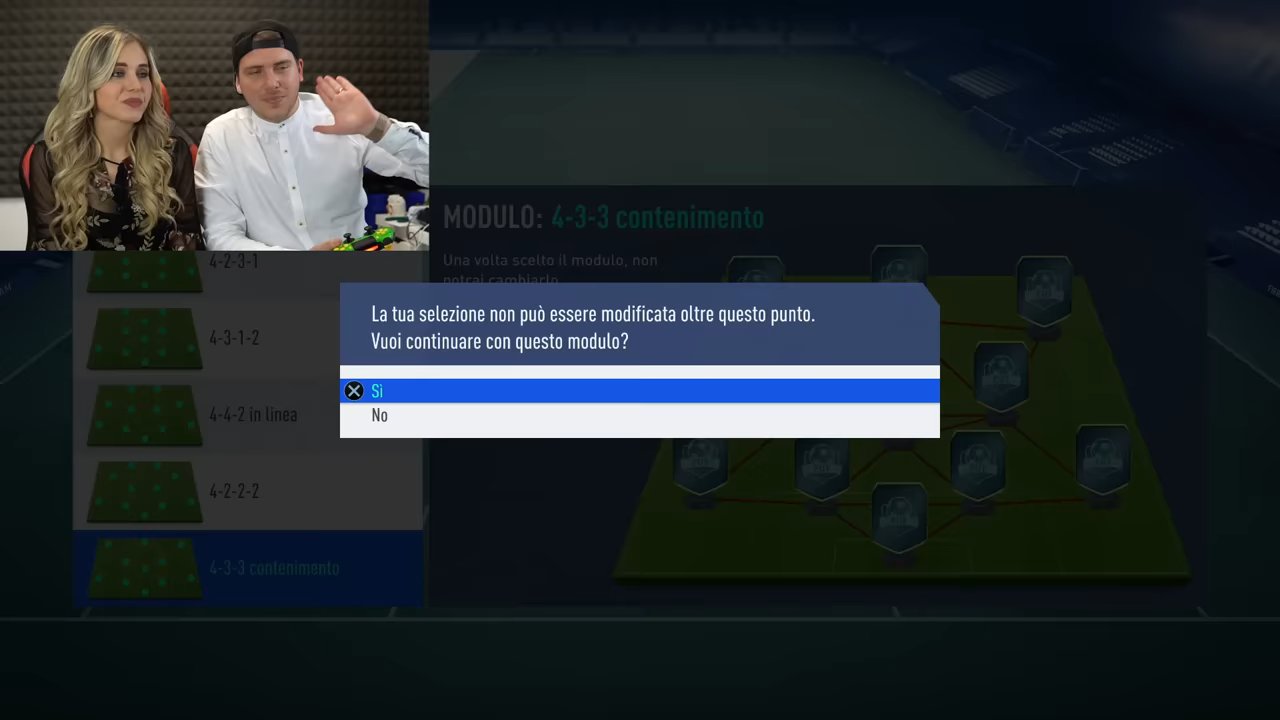 MODULO: 4-3-3 contenimento
Una volta scelto il modulo, non
potrai cambiarlo
4-2-3-1
4-3-1-2
4-4-2 in linea
4-2-2-2
4-3-3 contenimento
La tua selezione non può essere modificata oltre questo punto.
Vuoi continuare con questo modulo?
Sì
No